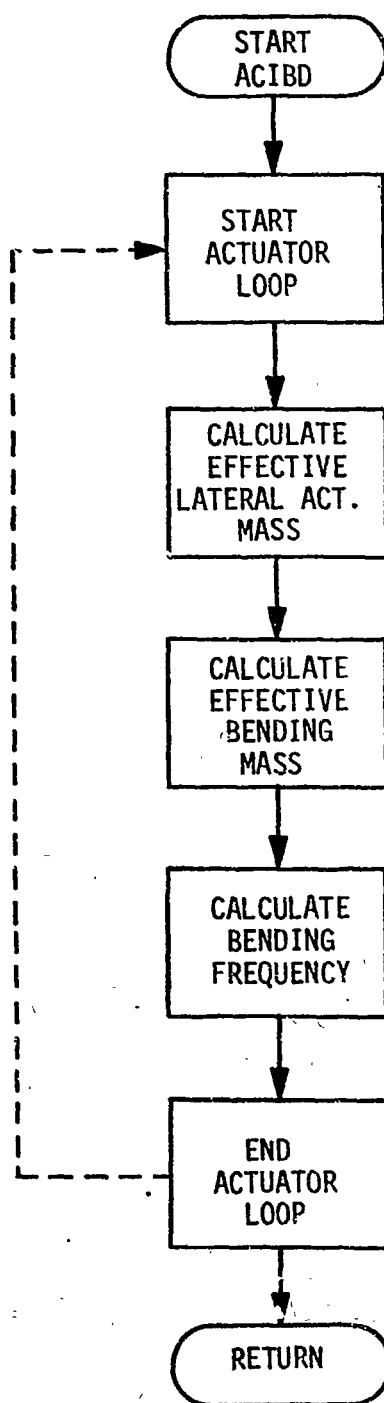 START
ACIBD
START
ACTUATOR
LOOP
CALCULATE
EFFECTIVE
LATERAL ACT.
MASS
CALCULATE
EFFECTIVE
BENDING
MASS
CALCULATE
BENDING
FREQUENCY
END
ACTUATOR
LOOP
RETURN